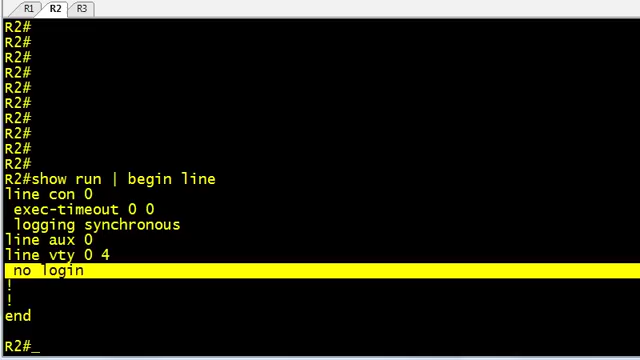 R1 R2 R3
R2#
R2#
R2#
R2#
R2#
R2#
R2#
R2#
R2#
R2#
R2#show run | begin line
line con 0
 exec-timeout 0 0
 logging synchronous
line aux 0
line vty 0 4
 no login
!
!
end
R2#_